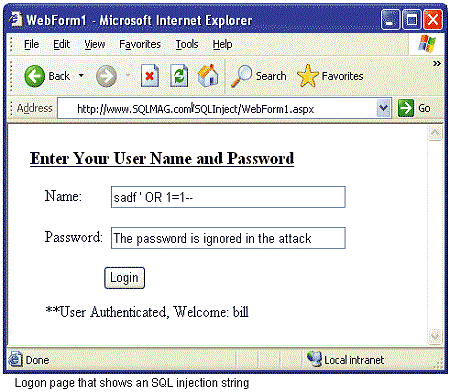 WebForm1 - Microsoft Internet Explorer
File Edit View Favorites Tools Help
Back Search Favorites
Address http://www.SQLMAG.com/SQLInject/WebForm1.aspx Go
Enter Your User Name and Password
Name: sadf ' OR 1=1--
Password: The password is ignored in the attack
Login
**User Authenticated, Welcome: bill
Done Local intranet
Logon page that shows an SQL injection string